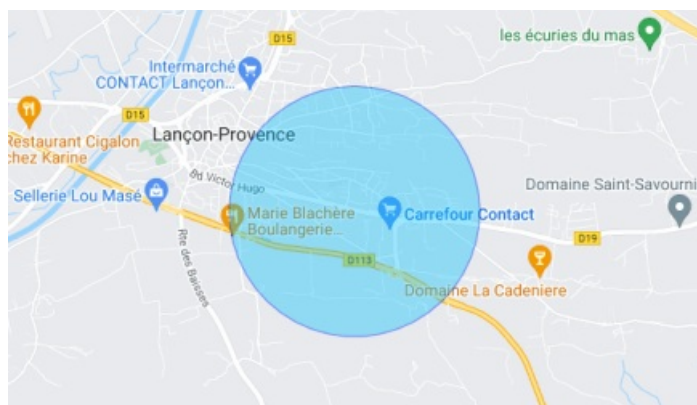 les écuries du mas
D15
Intermarché
CONTACT Lançon...
D15
Restaurant Cigalon
chez Karine
Lançon-Provence
Bd Victor Hugo
Sellerie Lou Masé
Marie Blachère
Boulangerie...
Carrefour Contact
Domaine Saint-Savourni
D19
Rte des Baisses
D113
Domaine La Cadeniere